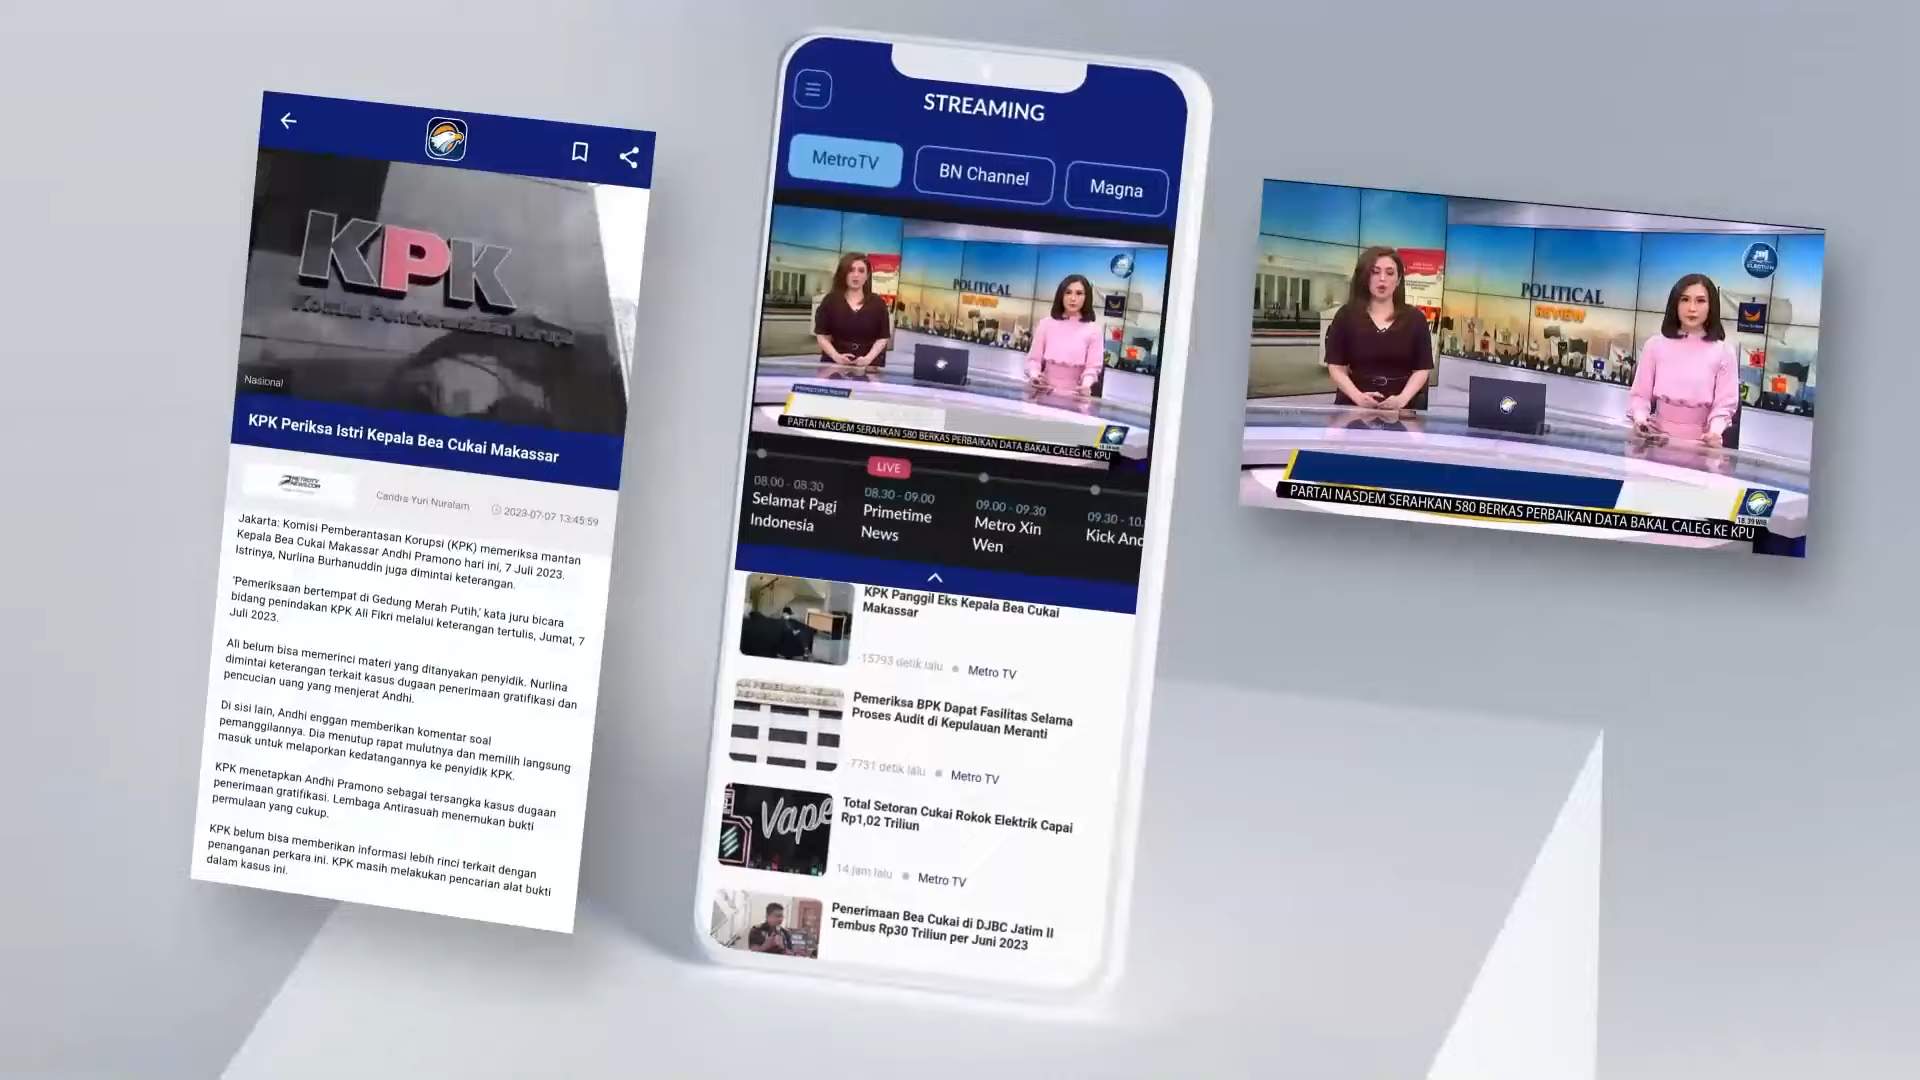 KPK
Komisi Pemberantasan Korupsi
Nasional
KPK Periksa Istri Kepala Bea Cukai Makassar
METROTV
NEWS.COM
Candra Yuri Nuralam
2023-07-07 13:45:59
Jakarta: Komisi Pemberantasan Korupsi (KPK) memeriksa mantan
Kepala Bea Cukai Makassar Andhi Pramono hari ini, 7 Juli 2023.
Istrinya, Nurlina Burhanuddin juga dimintai keterangan.
'Pemeriksaan bertempat di Gedung Merah Putih,' kata juru bicara
bidang penindakan KPK Ali Fikri melalui keterangan tertulis, Jumat, 7
Juli 2023.
Ali belum bisa memerinci materi yang ditanyakan penyidik. Nurlina
dimintai keterangan terkait kasus dugaan penerimaan gratifikasi dan
pencucian uang yang menjerat Andhi.
Di sisi lain, Andhi enggan memberikan komentar soal
pemanggilannya. Dia menutup rapat mulutnya dan memilih langsung
masuk untuk melaporkan kedatangannya ke penyidik KPK.
KPK menetapkan Andhi Pramono sebagai tersangka kasus dugaan
penerimaan gratifikasi. Lembaga Antirasuah menemukan bukti
permulaan yang cukup.
KPK belum bisa memberikan informasi lebih rinci terkait dengan
penanganan perkara ini. KPK masih melakukan pencarian alat bukti
dalam kasus ini.
STREAMING
MetroTV
BN Channel
Magna
POLITICAL
REVIEW
PRIMETIME NEWS
PARTAI NASDEM SERAHKAN 580 BERKAS PERBAIKAN DATA BAKAL CALEG KE KPU
LIVE
08.00 - 08.30
Selamat Pagi
Indonesia
08.30 - 09.00
Primetime
News
09.00 - 09.30
Metro Xin
Wen
09.30 - 10.
Kick And
KPK Panggil Eks Kepala Bea Cukai
Makassar
-15793 detik lalu
Metro TV
Pemeriksa BPK Dapat Fasilitas Selama
Proses Audit di Kepulauan Meranti
-7731 detik lalu
Metro TV
Vape
Total Setoran Cukai Rokok Elektrik Capai
Rp1,02 Triliun
14 jam lalu
Metro TV
Penerimaan Bea Cukai di DJBC Jatim II
Tembus Rp30 Triliun per Juni 2023
POLITICAL
REVIEW
ELECTION
PARTAI NASDEM SERAHKAN 580 BERKAS PERBAIKAN DATA BAKAL CALEG KE KPU
18.39 WIB